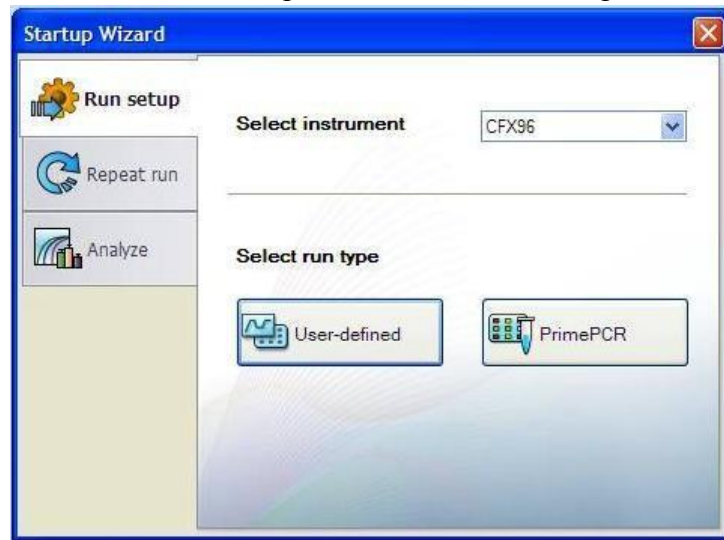 Startup Wizard
Run setup
Repeat run
Analyze
Select instrument CFX96
Select run type
User-defined PrimePCR